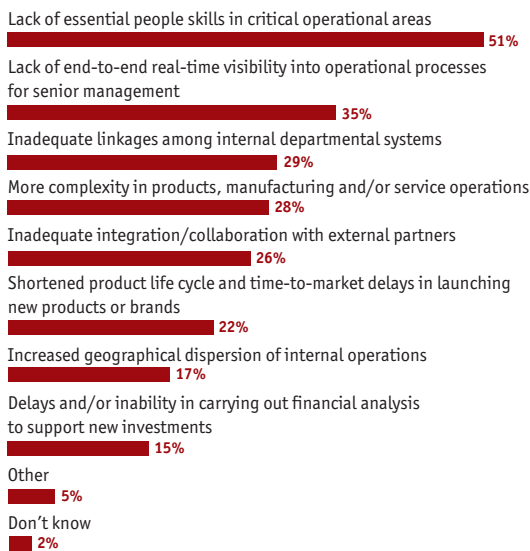 Lack of essential people skills in critical operational areas
51%
Lack of end-to-end real-time visibility into operational processes
for senior management
35%
Inadequate linkages among internal departmental systems
29%
More complexity in products, manufacturing and/or service operations
28%
Inadequate integration/collaboration with external partners
26%
Shortened product life cycle and time-to-market delays in launching
new products or brands
22%
Increased geographical dispersion of internal operations
17%
Delays and/or inability in carrying out financial analysis
to support new investments
15%
Other
5%
Don't know
2%